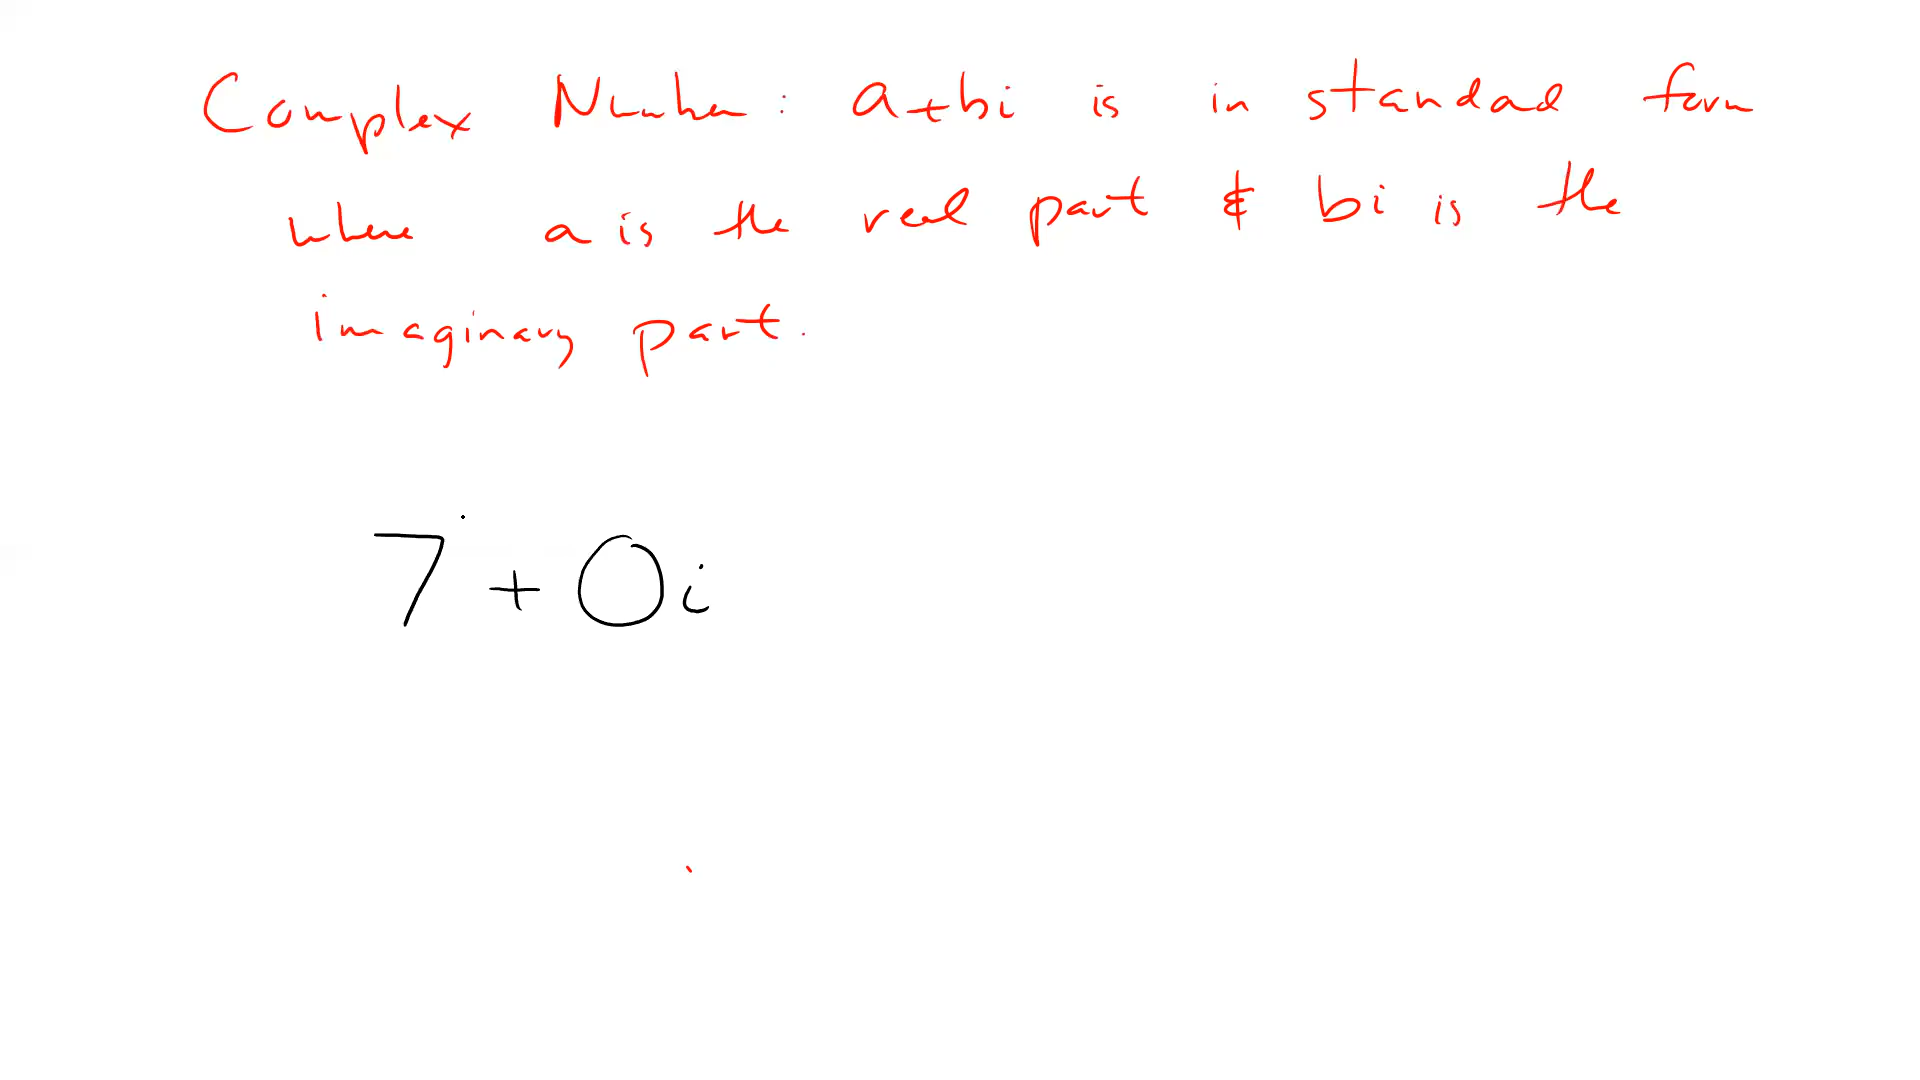 Complex Number: a+bi is in standard form
where a is the real part & bi is the
imaginary part.
7 + 0i